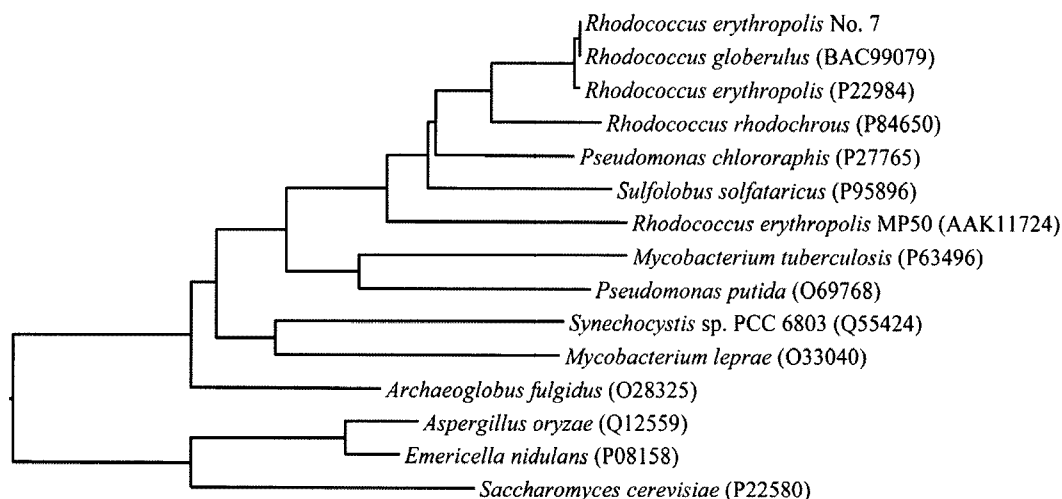 Rhodococcus erythropolis No. 7
Rhodococcus globerulus (BAC99079)
Rhodococcus erythropolis (P22984)
Rhodococcus rhodochrous (P84650)
Pseudomonas chlororaphis (P27765)
Sulfolobus solfataricus (P95896)
Rhodococcus erythropolis MP50 (AAK11724)
Mycobacterium tuberculosis (P63496)
Pseudomonas putida (O69768)
Synechocystis sp. PCC 6803 (Q55424)
Mycobacterium leprae (O33040)
Archaeoglobus fulgidus (O28325)
Aspergillus oryzae (Q12559)
Emericella nidulans (P08158)
Saccharomyces cerevisiae (P22580)